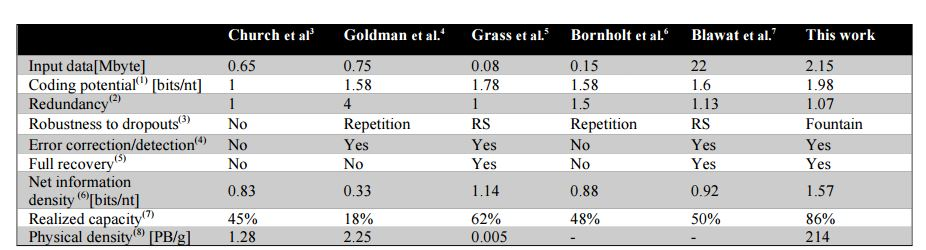 Church et al³ Goldman et al.⁴ Grass et al.⁵ Bornholt et al.⁶ Blawat et al.⁷ This work
Input data[Mbyte] 0.65 0.75 0.08 0.15 22 2.15
Coding potential⁽¹⁾ [bits/nt] 1 1.58 1.78 1.58 1.6 1.98
Redundancy⁽²⁾ 1 4 1 1.5 1.13 1.07
Robustness to dropouts⁽³⁾ No Repetition RS Repetition RS Fountain
Error correction/detection⁽⁴⁾ No Yes Yes No Yes Yes
Full recovery⁽⁵⁾ No No Yes No Yes Yes
Net information
density ⁽⁶⁾[bits/nt] 0.83 0.33 1.14 0.88 0.92 1.57
Realized capacity⁽⁷⁾ 45% 18% 62% 48% 50% 86%
Physical density⁽⁸⁾ [PB/g] 1.28 2.25 0.005 - - 214